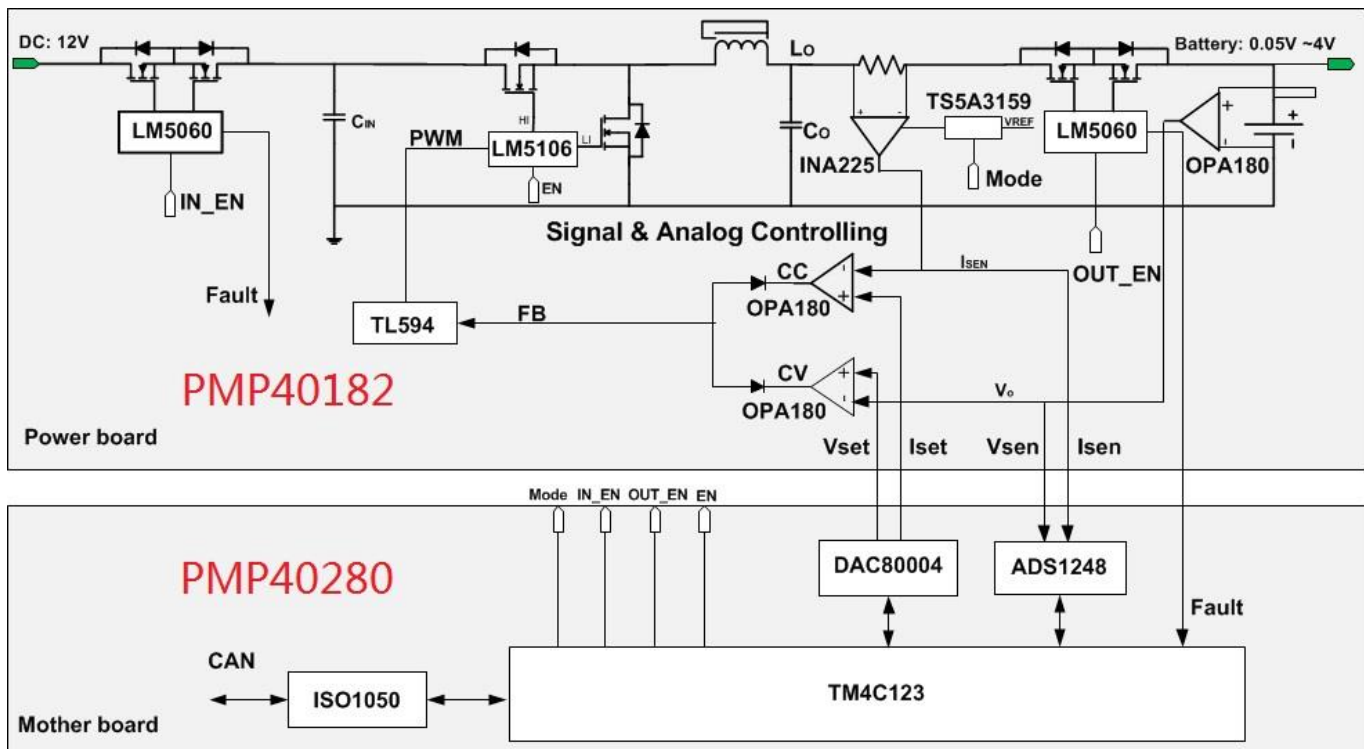 DC: 12V
LO
Battery: 0.05V ~4V
LM5060
CIN
PWM
HI
LM5106
LI
EN
CO
INA225
TS5A3159
VREF
Mode
LM5060
OPA180
IN_EN
Signal & Analog Controlling
OUT_EN
Fault
TL594
FB
CC
OPA180
ISEN
CV
OPA180
Vo
PMP40182
Power board
Vset
Iset
Vsen
Isen
Mode
IN_EN
OUT_EN
EN
PMP40280
DAC80004
ADS1248
Fault
CAN
ISO1050
TM4C123
Mother board